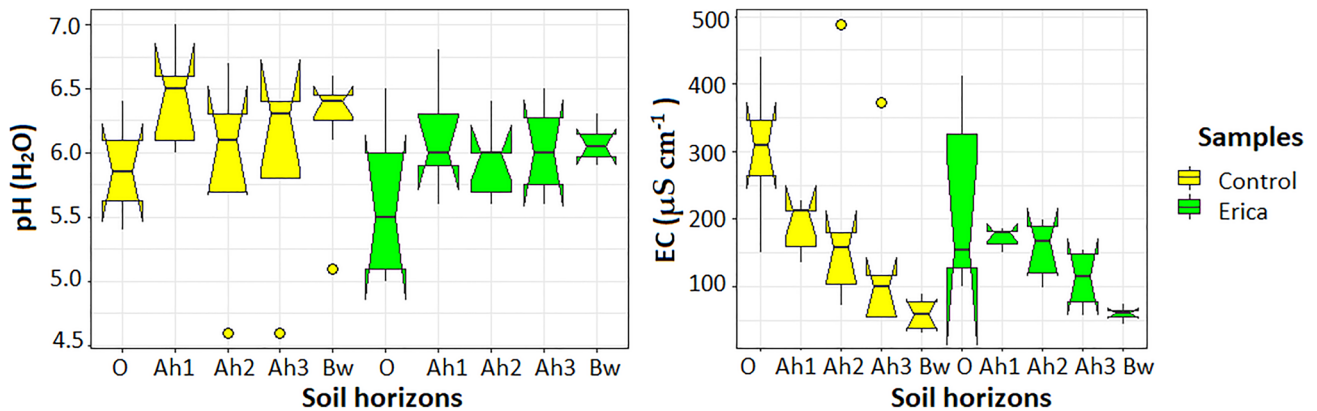 pH (H₂O)
7.0
6.5
6.0
5.5
5.0
4.5
O Ah1 Ah2 Ah3 Bw O Ah1 Ah2 Ah3 Bw
Soil horizons
EC (µS cm⁻¹ )
500
400
300
200
100
O Ah1 Ah2 Ah3 Bw O Ah1 Ah2 Ah3 Bw
Soil horizons
Samples
Control
Erica